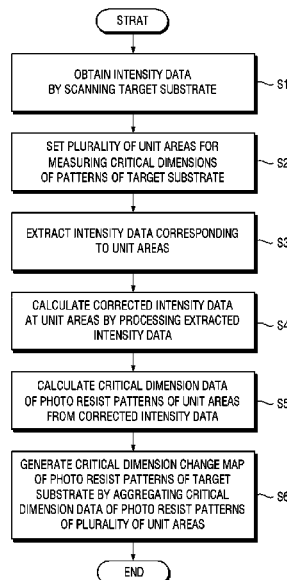 STRAT
OBTAIN INTENSITY DATA
BY SCANNING TARGET SUBSTRATE
S1
SET PLURALITY OF UNIT AREAS FOR
MEASURING CRITICAL DIMENSIONS
OF PATTERNS OF TARGET SUBSTRATE
S2
EXTRACT INTENSITY DATA CORRESPONDING
TO UNIT AREAS
S3
CALCULATE CORRECTED INTENSITY DATA
AT UNIT AREAS BY PROCESSING EXTRACTED
INTENSITY DATA
S4
CALCULATE CRITICAL DIMENSION DATA
OF PHOTO RESIST PATTERNS OF UNIT AREAS
FROM CORRECTED INTENSITY DATA
S5
GENERATE CRITICAL DIMENSION CHANGE MAP
OF PHOTO RESIST PATTERNS OF TARGET
SUBSTRATE BY AGGREGATING CRITICAL
DIMENSION DATA OF PHOTO RESIST PATTERNS
OF PLURALITY OF UNIT AREAS
S6
END